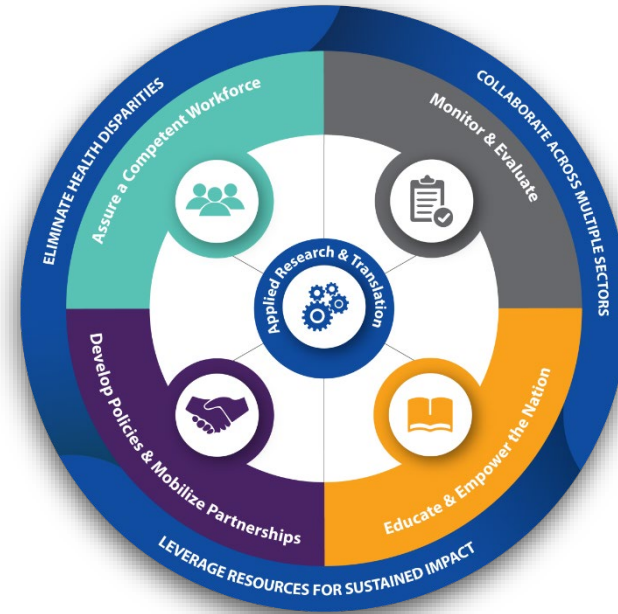 ELIMINATE HEALTH DISPARITIES
COLLABORATE ACROSS MULTIPLE SECTORS
Assure a Competent Workforce
Monitor & Evaluate
Applied Research & Translation
Develop Policies & Mobilize Partnerships
Educate & Empower the Nation
LEVERAGE RESOURCES FOR SUSTAINED IMPACT